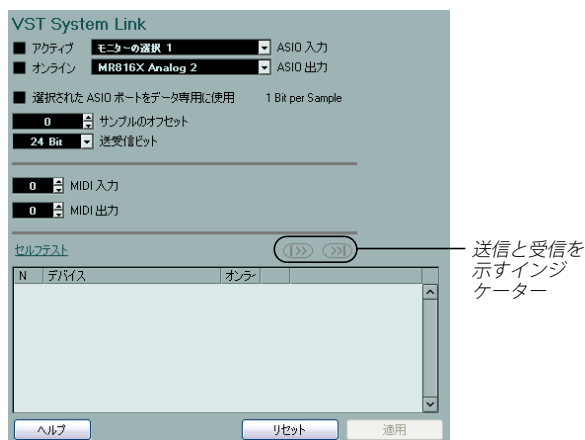 VST System Link
アクティブ モニターの選択 1 ASIO 入力
オンライン MR816X Analog 2 ASIO 出力
選択された ASIO ポートをデータ専用に使用 1 Bit per Sample
0 サンプルのオフセット
24 Bit 送受信ビット
0 MIDI 入力
0 MIDI 出力
セルフテスト
送信と受信を
示すインジ
ケーター
N デバイス オンラ
ヘルプ リセット 適用